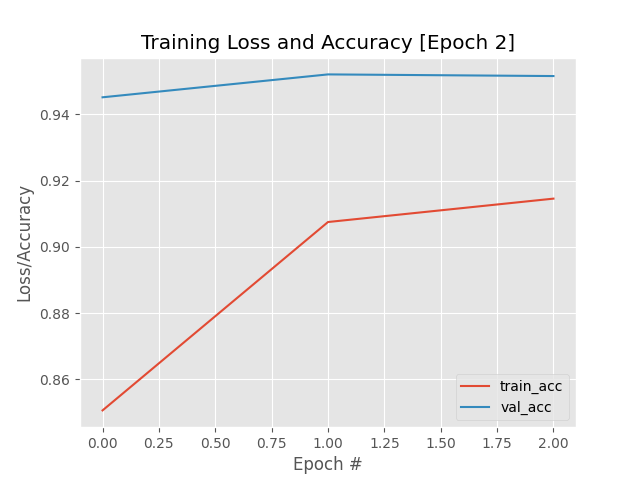 Training Loss and Accuracy [Epoch 2]
0.94
0.92
0.90
0.88
0.86
Loss/Accuracy
train_acc
val_acc
0.00 0.25 0.50 0.75 1.00 1.25 1.50 1.75 2.00
Epoch #